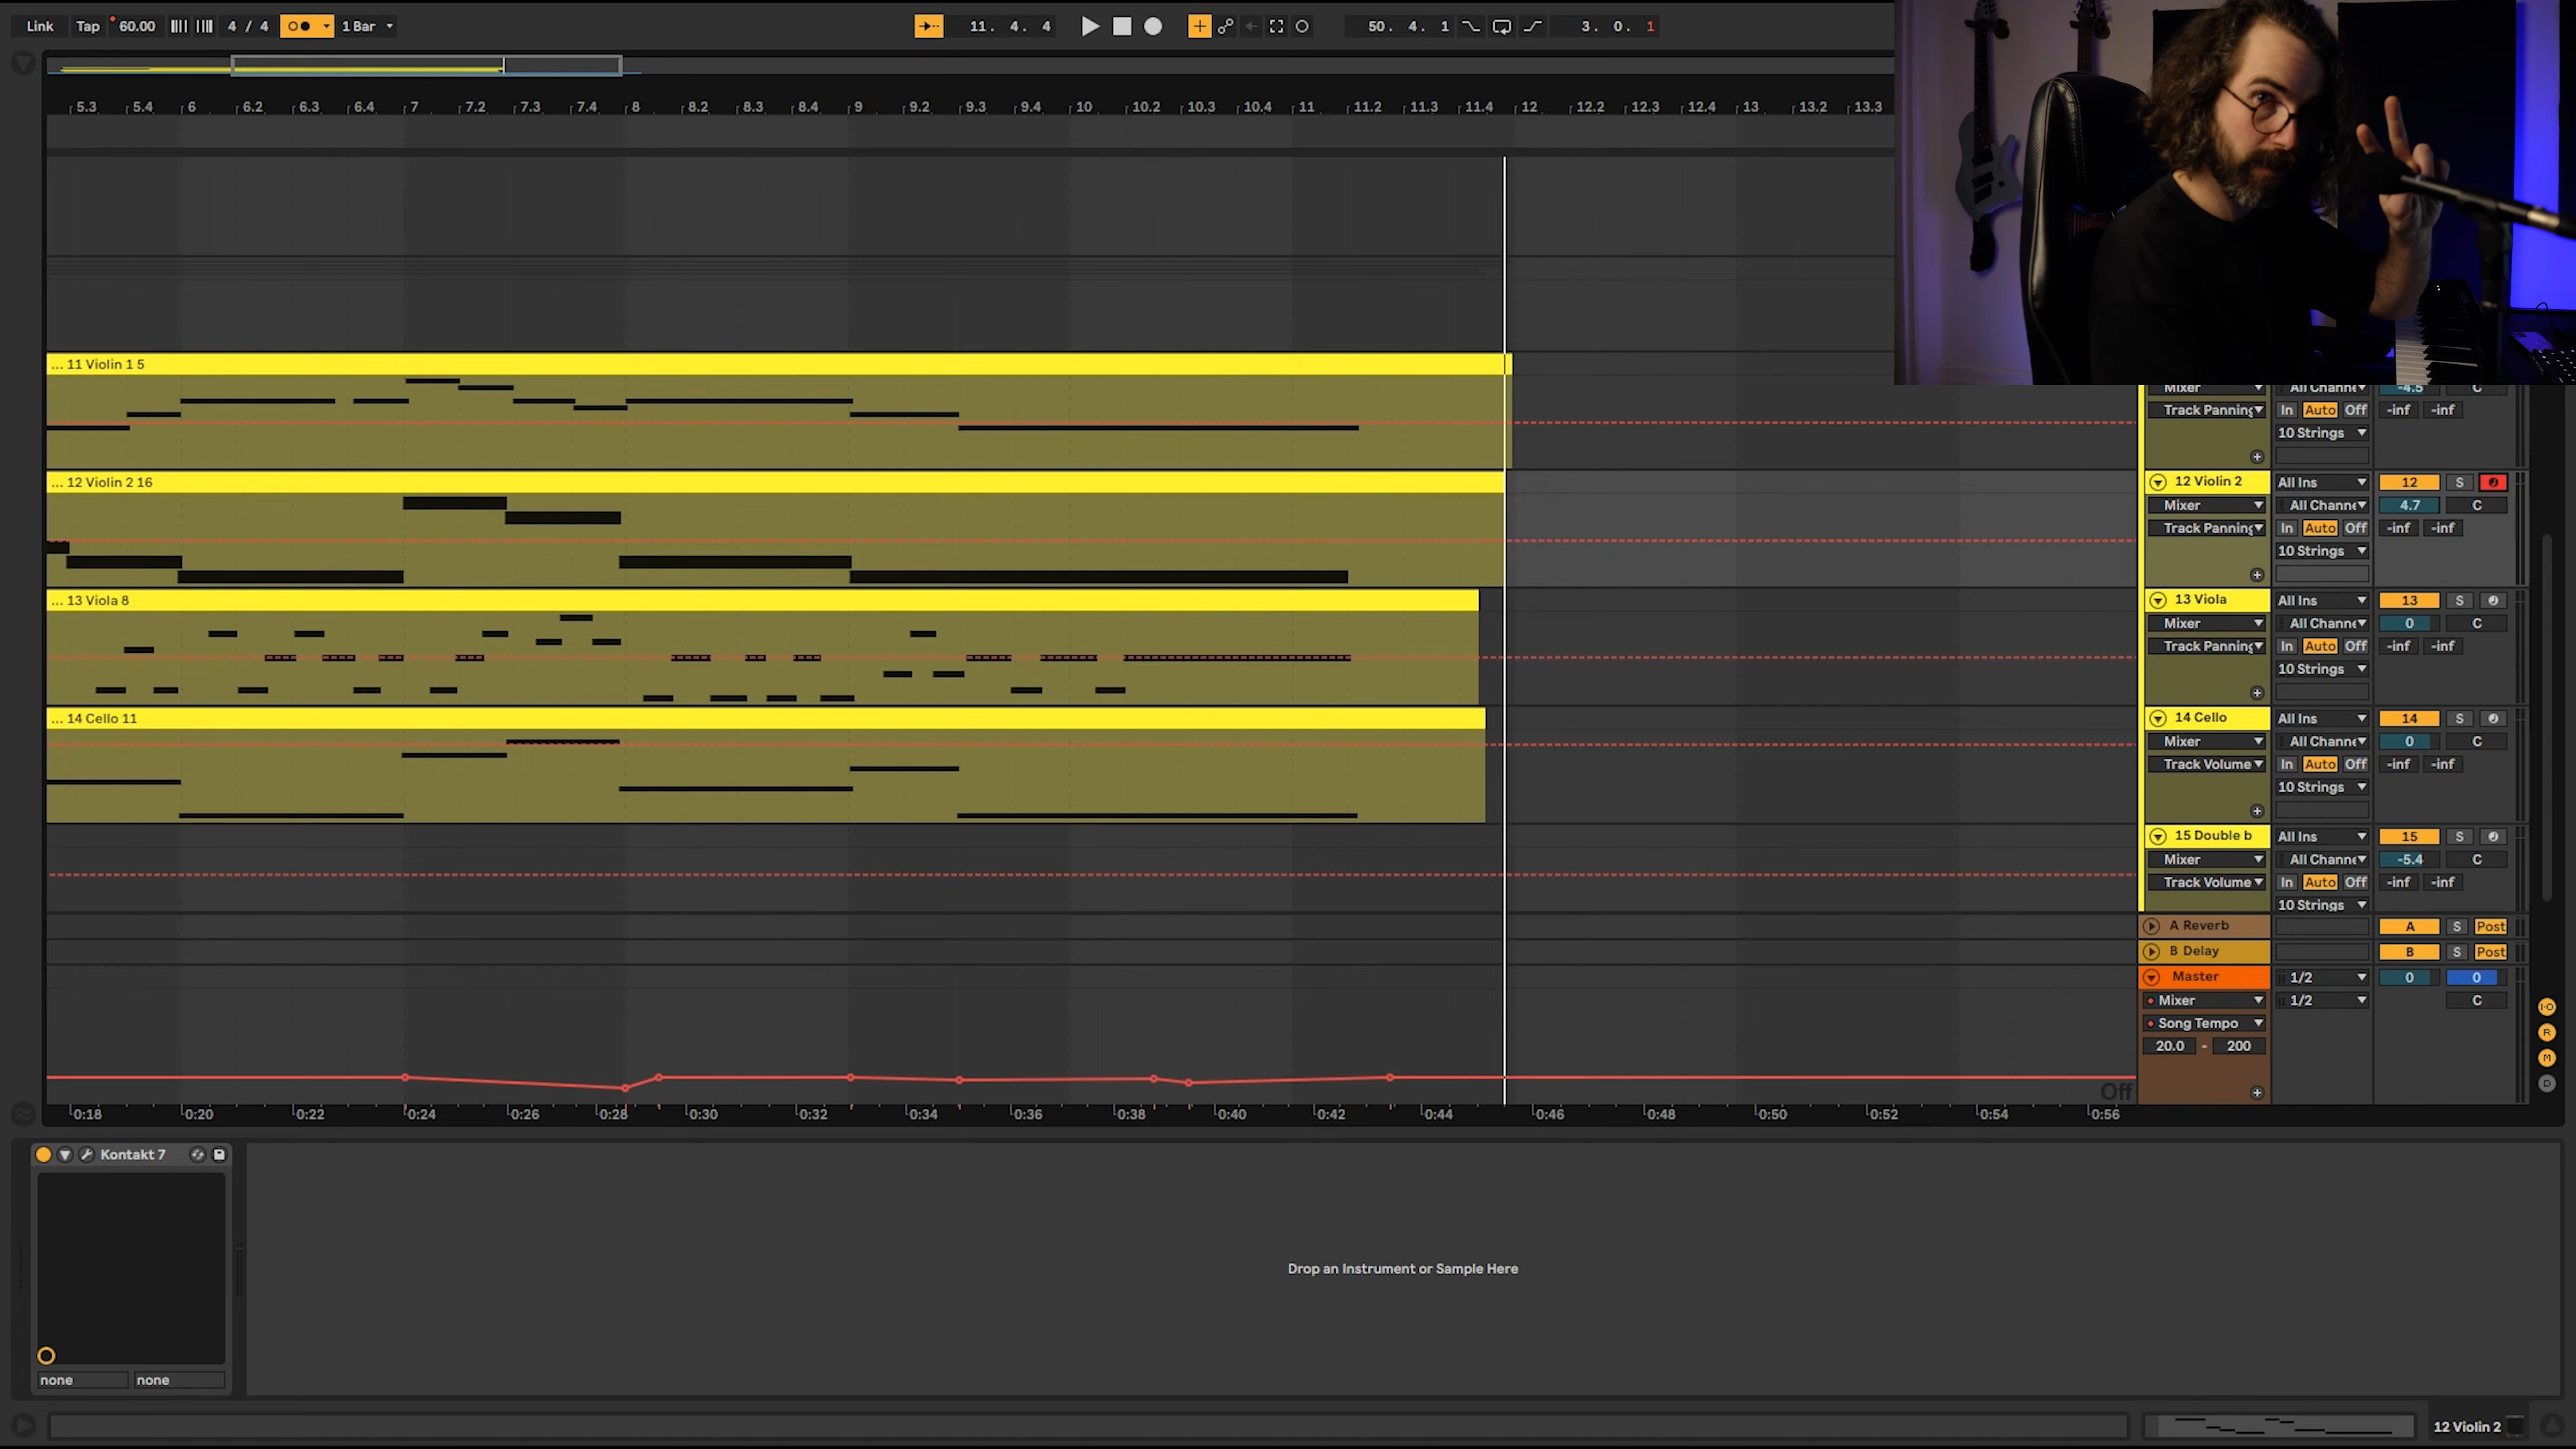 Link Tap 60.00 4 / 4 1 Bar 11. 4. 4 50. 4. 1 3. 0. 1
5.3 5.4 6 6.2 6.3 6.4 7 7.2 7.3 7.4 8 8.2 8.3 8.4 9 9.2 9.3 9.4 10 10.2 10.3 10.4 11 11.2 11.3 11.4 12 12.2 12.3 12.4 13 13.2 13.3
... 11 Violin 1 5
Mixer All Channe -4.5 C
Track Panning In Auto Off -inf -inf
10 Strings
... 12 Violin 2 16
12 Violin 2 All Ins 12 S
Mixer All Channe 4.7 C
Track Panning In Auto Off -inf -inf
10 Strings
... 13 Viola 8
13 Viola All Ins 13 S
Mixer All Channe 0 C
Track Panning In Auto Off -inf -inf
10 Strings
... 14 Cello 11
14 Cello All Ins 14 S
Mixer All Channe 0 C
Track Volume In Auto Off -inf -inf
10 Strings
15 Double b All Ins 15 S
Mixer All Channe -5.4 C
Track Volume In Auto Off -inf -inf
10 Strings
A Reverb A S Post
B Delay B S Post
Master 1/2 0 0
Mixer 1/2 C
Song Tempo
20.0 - 200
Off
I·O
R
M
D
0:18 0:20 0:22 0:24 0:26 0:28 0:30 0:32 0:34 0:36 0:38 0:40 0:42 0:44 0:46 0:48 0:50 0:52 0:54 0:56
Kontakt 7
Drop an Instrument or Sample Here
none none
12 Violin 2